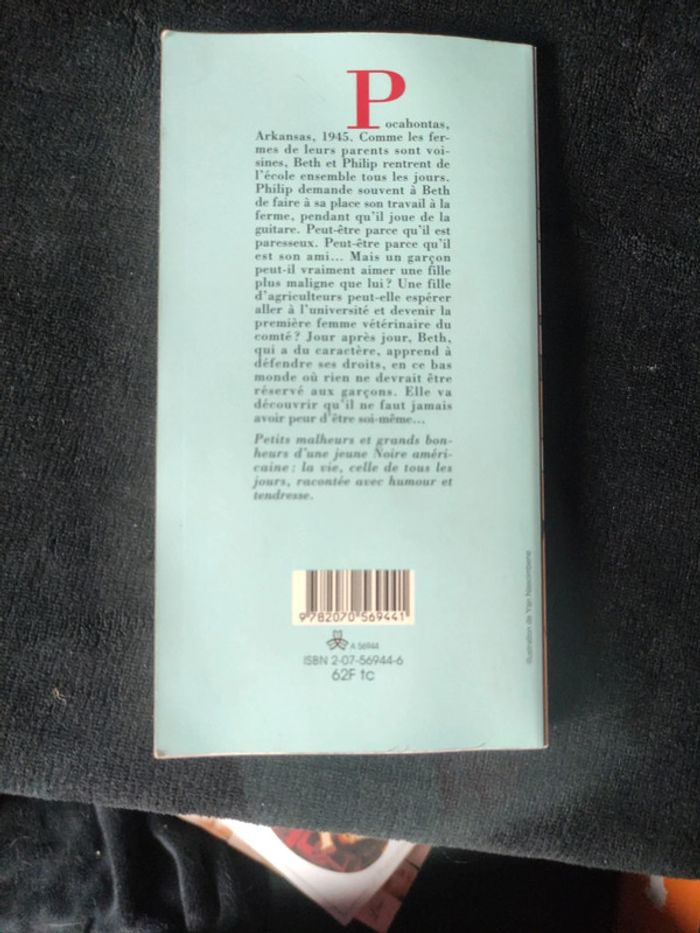 Pocahontas,
Arkansas, 1945. Comme les fer-
mes de leurs parents sont voi-
sines, Beth et Philip rentrent de
l'école ensemble tous les jours.
Philip demande souvent à Beth
de faire à sa place son travail à la
ferme, pendant qu'il joue de la
guitare. Peut-être parce qu'il est
paresseux. Peut-être parce qu'il
est son ami... Mais un garçon
peut-il vraiment aimer une fille
plus maligne que lui ? Une fille
d'agriculteurs peut-elle espérer
aller à l'université et devenir la
première femme vétérinaire du
comté ? Jour après jour, Beth,
qui a du caractère, apprend à
défendre ses droits, en ce bas
monde où rien ne devrait être
réservé aux garçons. Elle va
découvrir qu'il ne faut jamais
avoir peur d'être soi-même...
Petits malheurs et grands bon-
heurs d'une jeune Noire améri-
caine : la vie, celle de tous les
jours, racontée avec humour et
tendresse.
9 782070 569441
A 56944
ISBN 2-07-56944-6
62F tc
Illustration de Yan Nascimbene